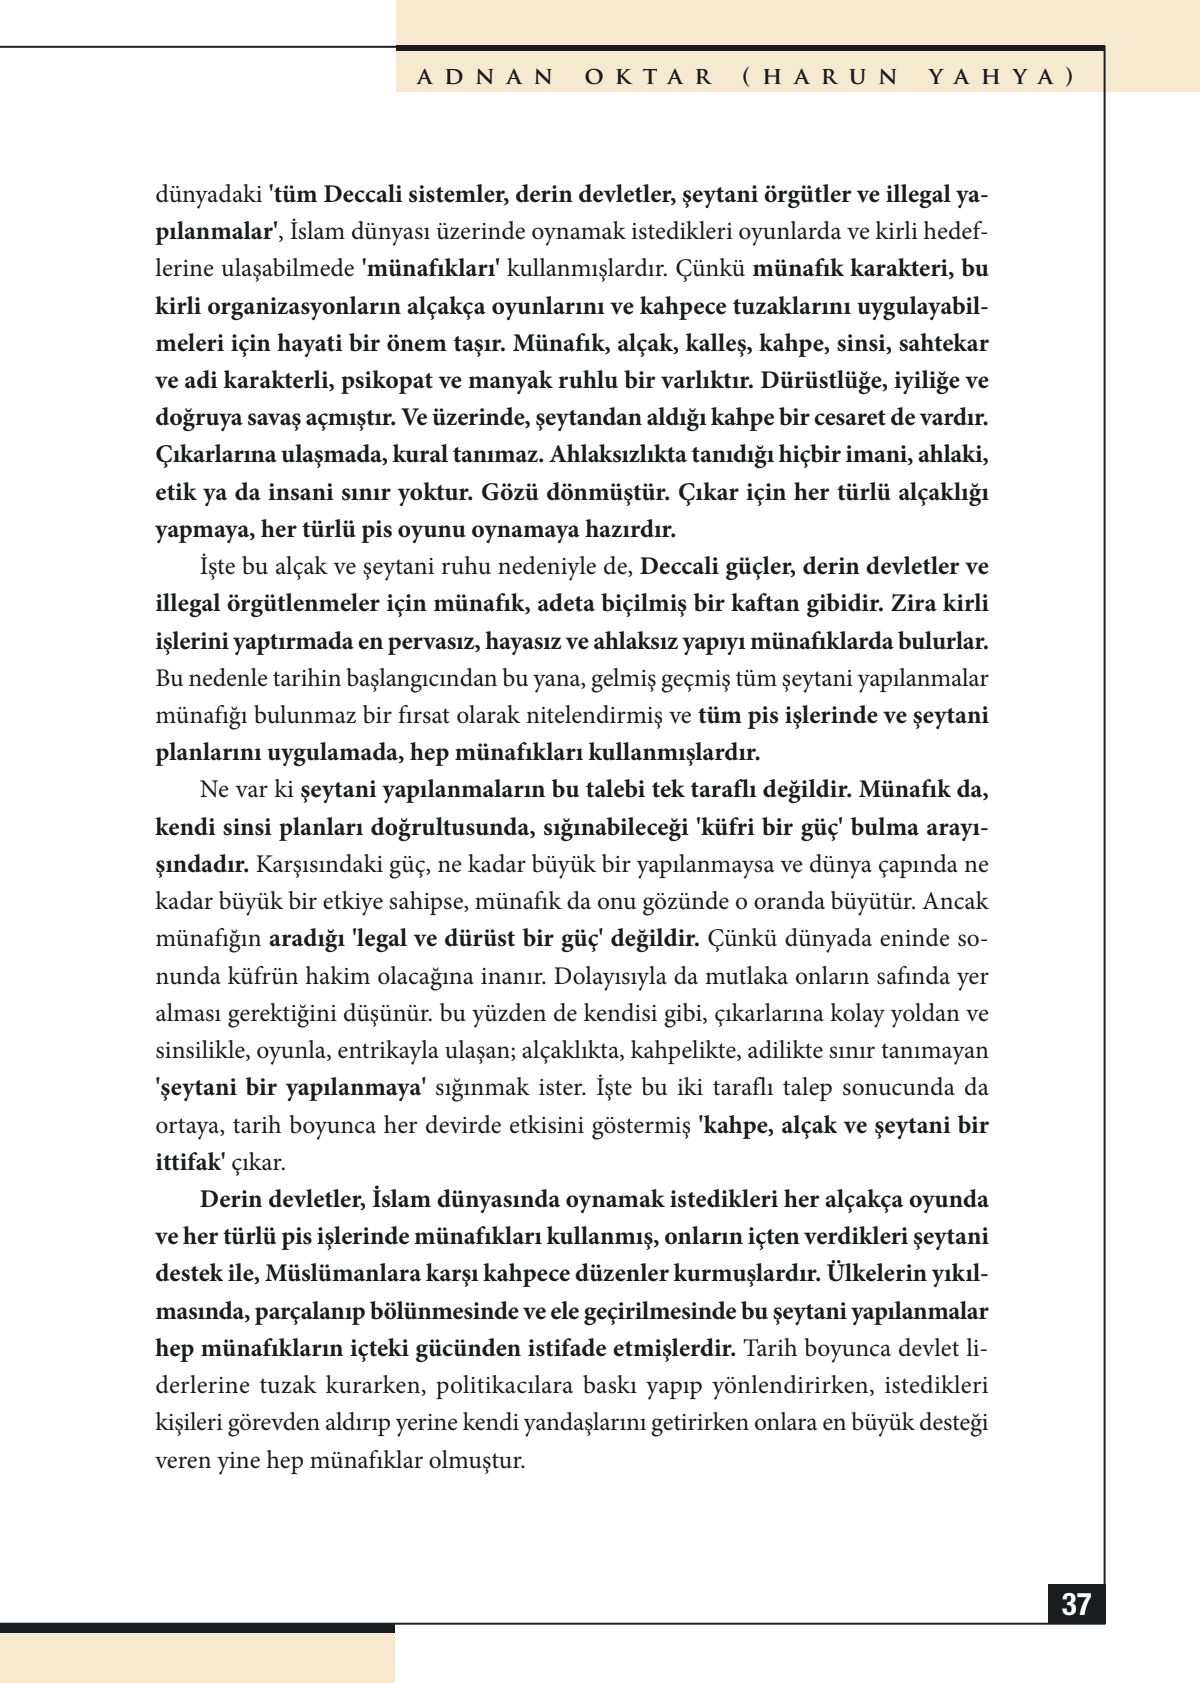 ADNAN OKTAR (HARUN YAHYA)
dünyadaki 'tüm Deccali sistemler, derin devletler, şeytani örgütler ve illegal ya-
pılanmalar', İslam dünyası üzerinde oynamak istedikleri oyunlarda ve kirli hedef-
lerine ulaşabilmede 'münafıkları' kullanmışlardır. Çünkü münafık karakteri, bu
kirli organizasyonların alçakça oyunlarını ve kahpece tuzaklarını uygulayabil-
meleri için hayati bir önem taşır. Münafık, alçak, kalleş, kahpe, sinsi, sahtekar
ve adi karakterli, psikopat ve manyak ruhlu bir varlıktır. Dürüstlüğe, iyiliğe ve
doğruya savaş açmıştır. Ve üzerinde, şeytandan aldığı kahpe bir cesaret de vardır.
Çıkarlarına ulaşmada, kural tanımaz. Ahlaksızlıkta tanıdığı hiçbir imani, ahlaki,
etik ya da insani sınır yoktur. Gözü dönmüştür. Çıkar için her türlü alçaklığı
yapmaya, her türlü pis oyunu oynamaya hazırdır.
İşte bu alçak ve şeytani ruhu nedeniyle de, Deccali güçler, derin devletler ve
illegal örgütlenmeler için münafık, adeta biçilmiş bir kaftan gibidir. Zira kirli
işlerini yaptırmada en pervasız, hayasız ve ahlaksız yapıyı münafıklarda bulurlar.
Bu nedenle tarihin başlangıcından bu yana, gelmiş geçmiş tüm şeytani yapılanmalar
münafığı bulunmaz bir fırsat olarak nitelendirmiş ve tüm pis işlerinde ve şeytani
planlarını uygulamada, hep münafıkları kullanmışlardır.
Ne var ki şeytani yapılanmaların bu talebi tek taraflı değildir. Münafık da,
kendi sinsi planları doğrultusunda, sığınabileceği 'küfri bir güç' bulma arayı-
şındadır. Karşısındaki güç, ne kadar büyük bir yapılanmaysa ve dünya çapında ne
kadar büyük bir etkiye sahipse, münafık da onu gözünde o oranda büyütür. Ancak
münafığın aradığı 'legal ve dürüst bir güç' değildir. Çünkü dünyada eninde so-
nunda küfrün hakim olacağına inanır. Dolayısıyla da mutlaka onların safında yer
alması gerektiğini düşünür. bu yüzden de kendisi gibi, çıkarlarına kolay yoldan ve
sinsilikle, oyunla, entrikayla ulaşan; alçaklıkta, kahpelikte, adilikte sınır tanımayan
'şeytani bir yapılanmaya' sığınmak ister. İşte bu iki taraflı talep sonucunda da
ortaya, tarih boyunca her devirde etkisini göstermiş 'kahpe, alçak ve şeytani bir
ittifak' çıkar.
Derin devletler, İslam dünyasında oynamak istedikleri her alçakça oyunda
ve her türlü pis işlerinde münafıkları kullanmış, onların içten verdikleri şeytani
destek ile, Müslümanlara karşı kahpece düzenler kurmuşlardır. Ülkelerin yıkıl-
masında, parçalanıp bölünmesinde ve ele geçirilmesinde bu şeytani yapılanmalar
hep münafıkların içteki gücünden istifade etmişlerdir. Tarih boyunca devlet li-
derlerine tuzak kurarken, politikacılara baskı yapıp yönlendirirken, istedikleri
kişileri görevden aldırıp yerine kendi yandaşlarını getirirken onlara en büyük desteği
veren yine hep münafıklar olmuştur.
37